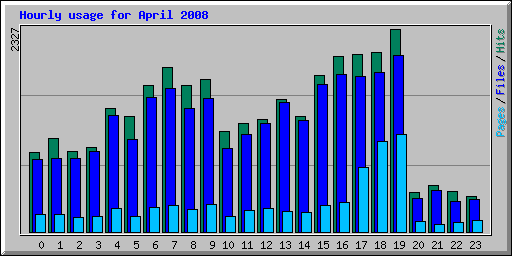 Hourly usage for April 2008
2327
Pages/Files/Hits
0 1 2 3 4 5 6 7 8 9 10 11 12 13 14 15 16 17 18 19 20 21 22 23